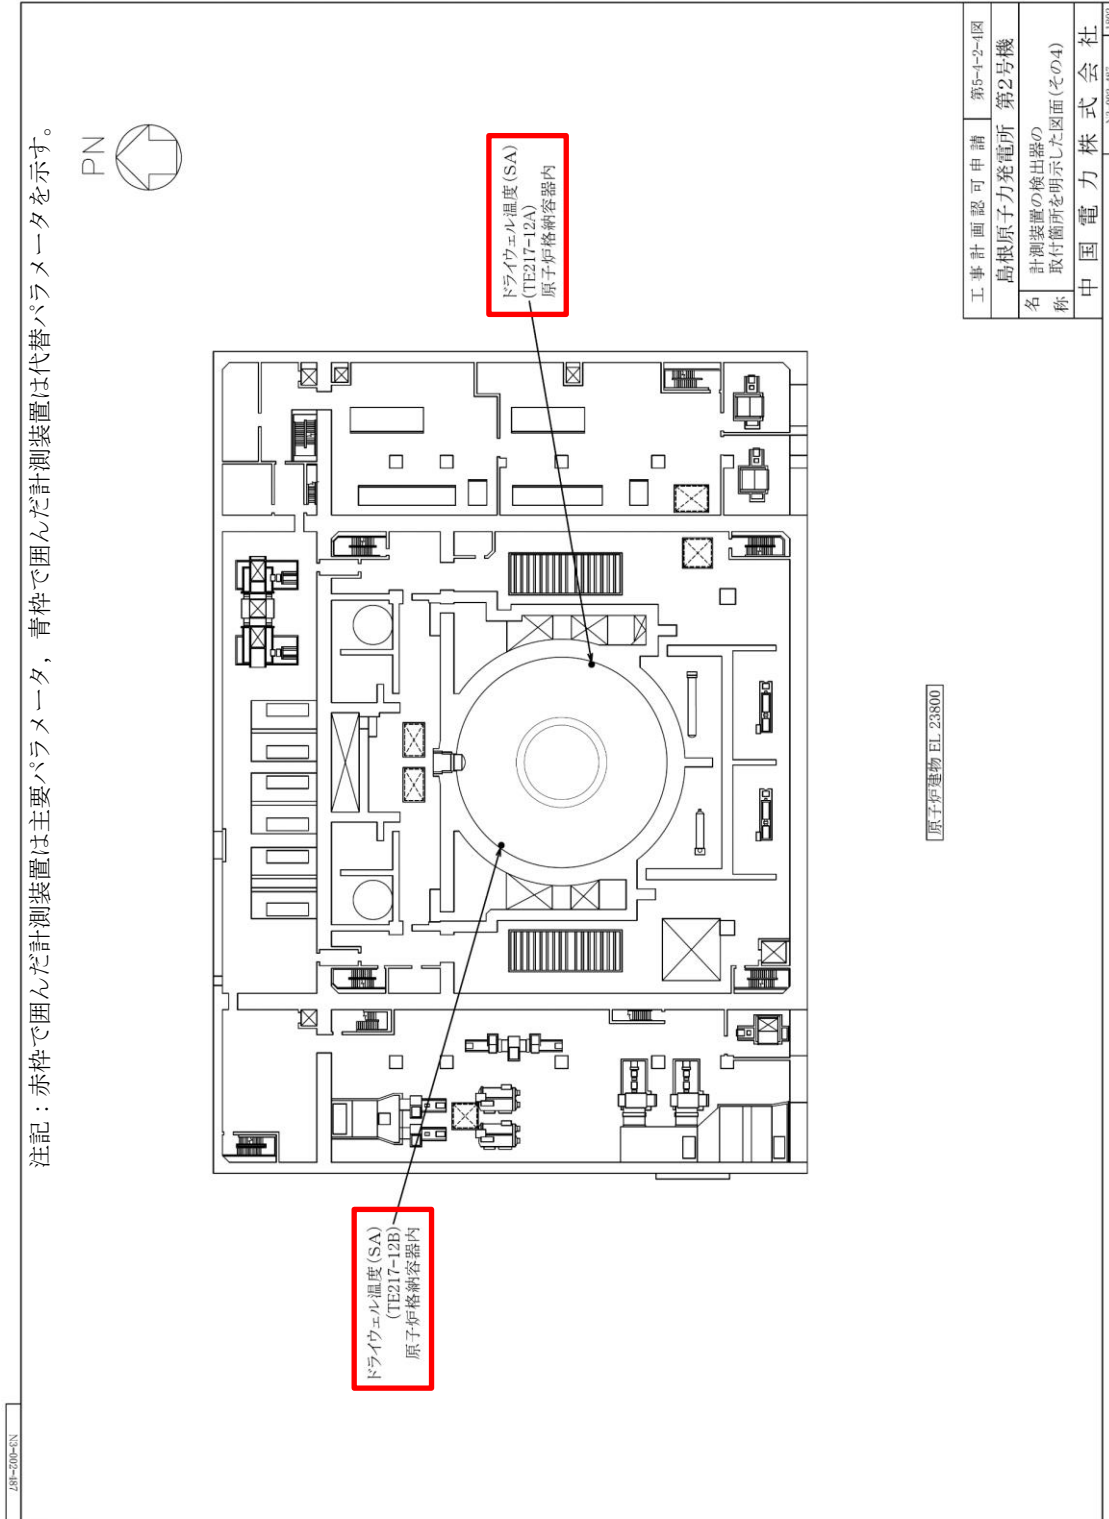 注記：赤枠で囲んだ計測装置は主要パラメータ，青枠で囲んだ計測装置は代替パラメータを示す。
PN
ドライウェル温度(SA)
(TE217-12B)
原子炉格納容器内
ドライウェル温度(SA)
(TE217-12A)
原子炉格納容器内
原子炉建物 EL 23800
工事計画認可申請
第5-4-2-4図
島根原子力発電所 第2号機
名称
計測装置の検出器の
取付箇所を明示した図面(その4)
中国電力株式会社
N3-002-487